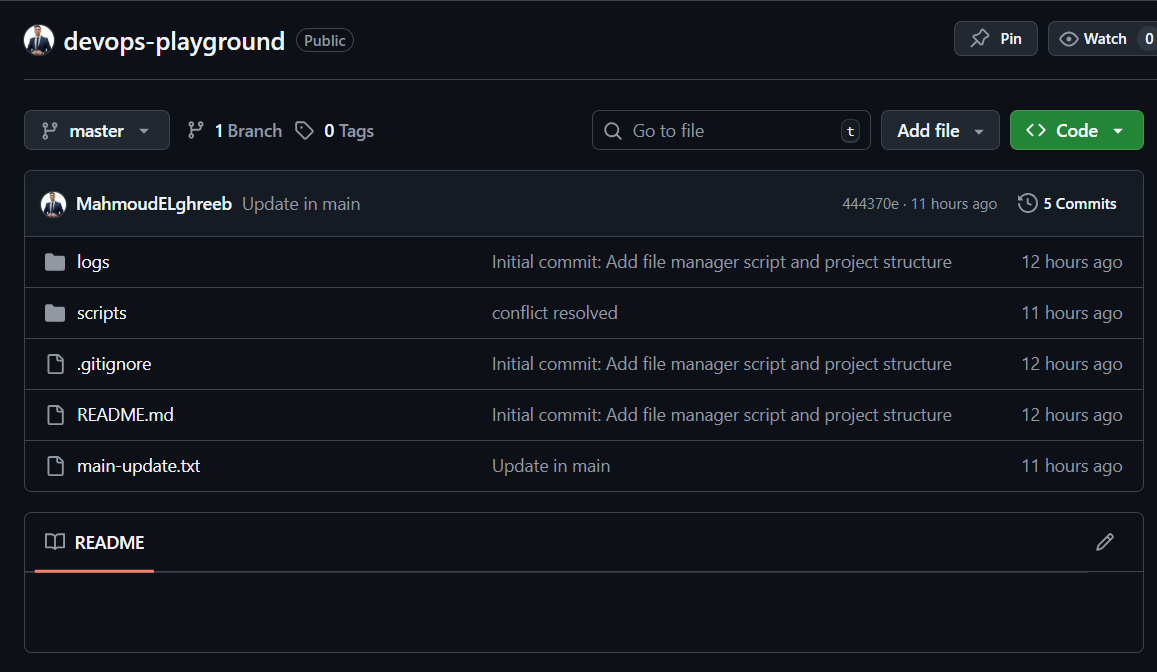 devops-playground Public Pin Watch 0
master 1 Branch 0 Tags Go to file t Add file Code
MahmoudELghreeb Update in main 444370e · 11 hours ago 5 Commits
logs Initial commit: Add file manager script and project structure 12 hours ago
scripts conflict resolved 11 hours ago
.gitignore Initial commit: Add file manager script and project structure 12 hours ago
README.md Initial commit: Add file manager script and project structure 12 hours ago
main-update.txt Update in main 11 hours ago
README